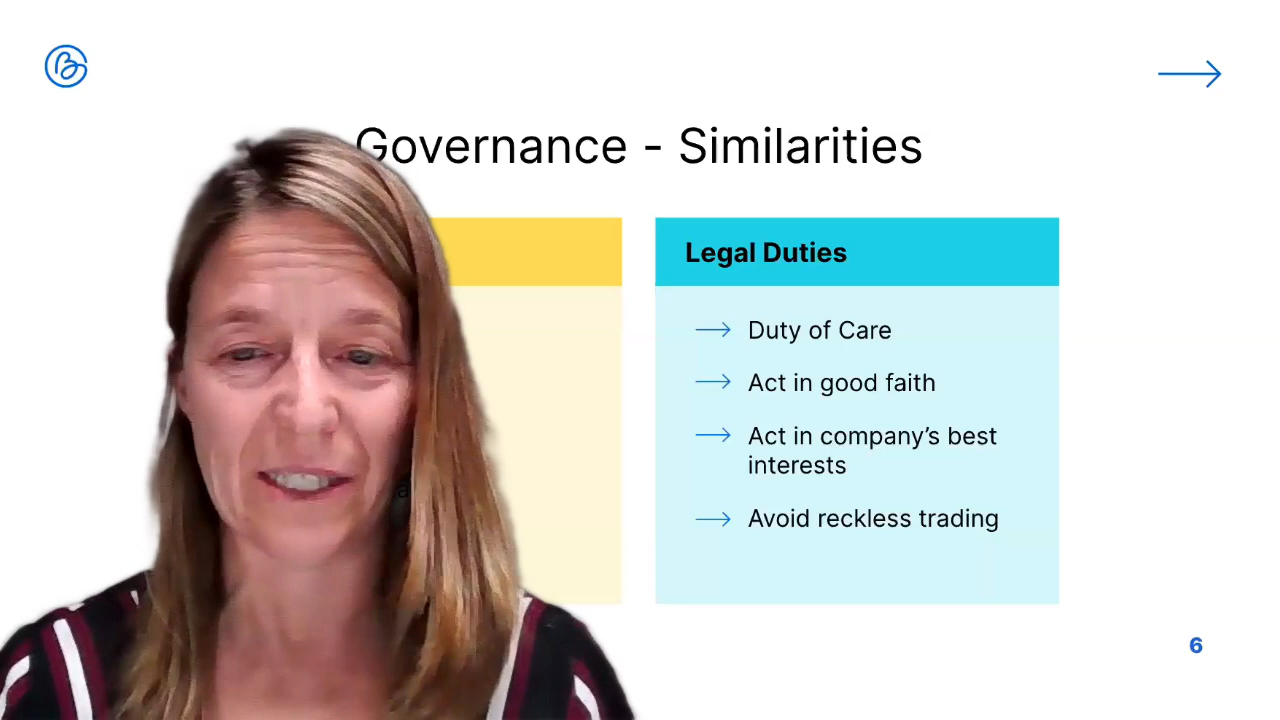 Governance - Similarities
Legal Duties
Duty of Care
Act in good faith
Act in company’s best
interests
Avoid reckless trading
6